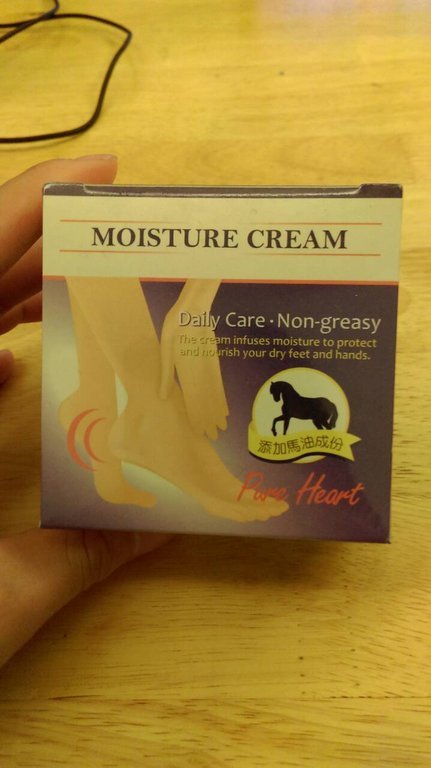 MOISTURE CREAM
Daily Care · Non-greasy
The cream infuses moisture to protect
and nourish your dry feet and hands.
添加馬油成份
Pure Heart